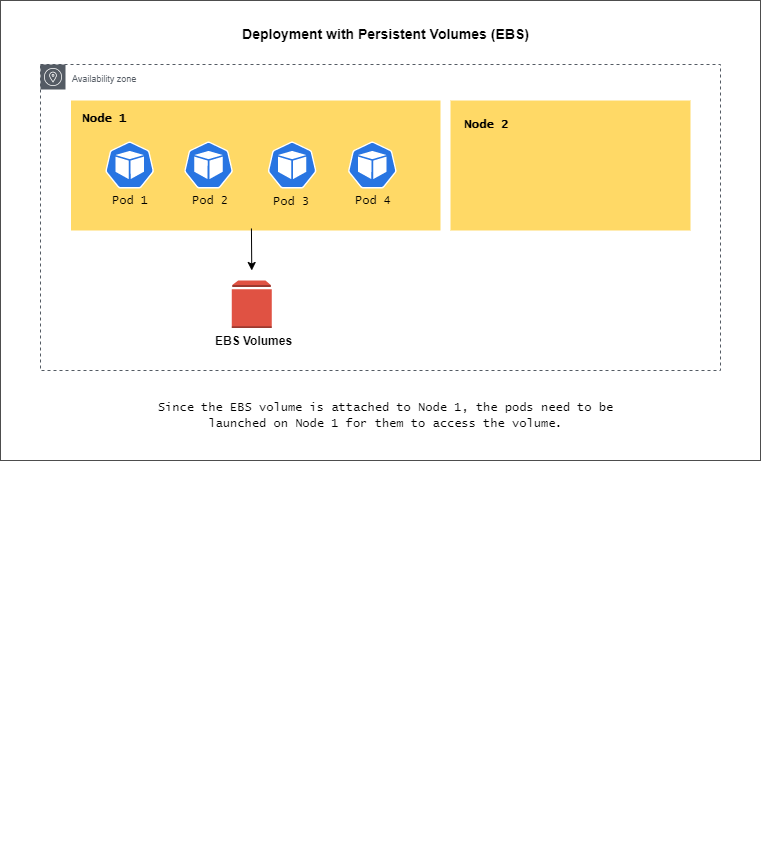 Deployment with Persistent Volumes (EBS)
Availability zone
Node 1
Node 2
Pod 1
Pod 2
Pod 3
Pod 4
EBS Volumes
Since the EBS volume is attached to Node 1, the pods need to be
launched on Node 1 for them to access the volume.